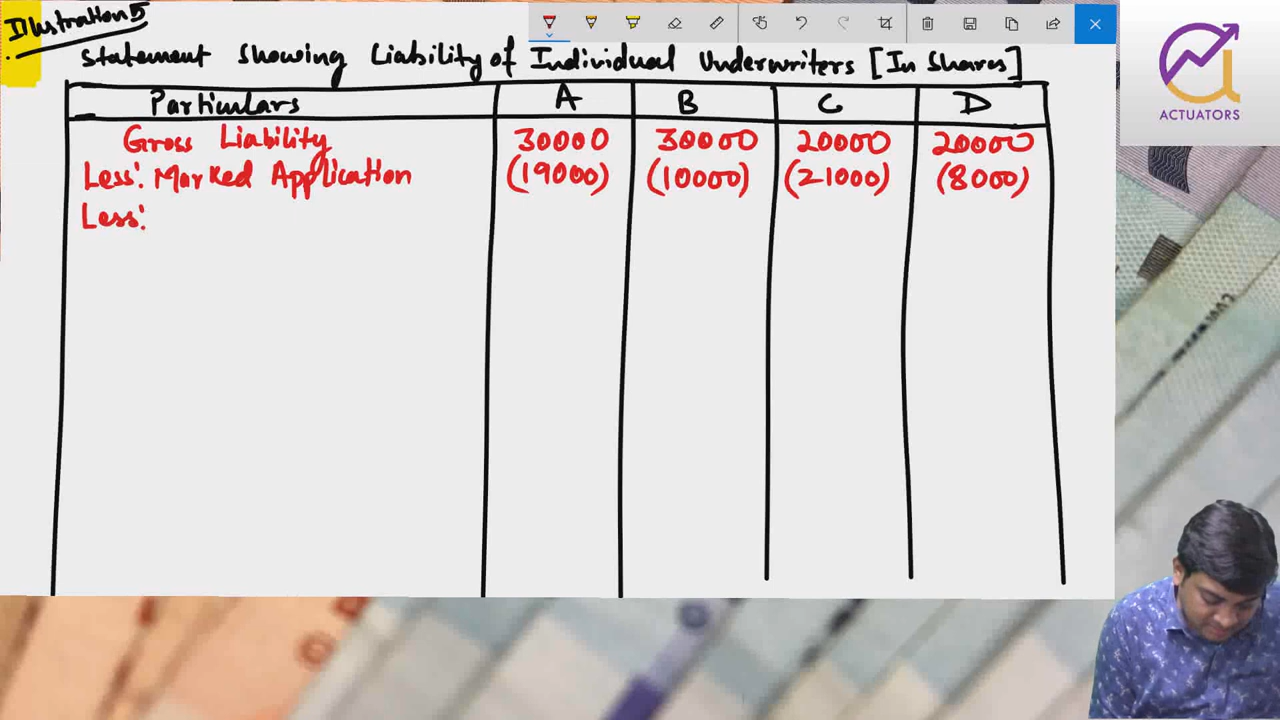 Illustration 5
Statement Showing Liability of Individual Underwriters [In Shares]
Particulars A B C D
Gross Liability 30000 30000 20000 20000
Less: Marked Application (19000) (10000) (21000) (8000)
Less:
ACTUATORS